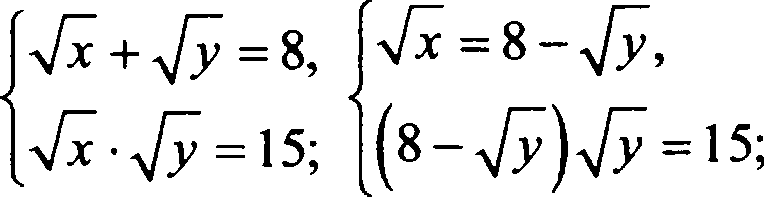 {√x + √y = 8, {√x = 8 − √y,
√x · √y = 15; (8 − √y)√y = 15;